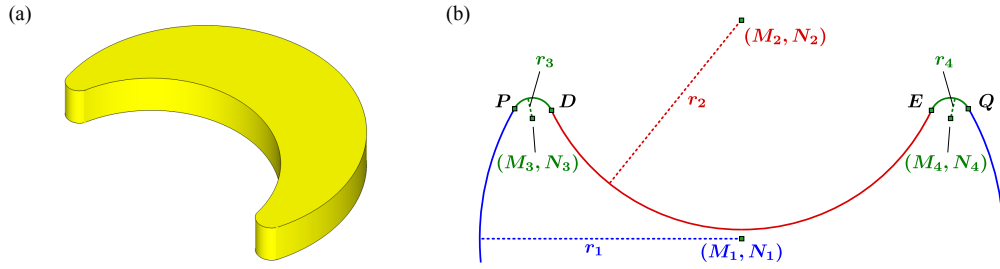 (a)
(b)
(M₂, N₂)
r₃
r₄
r₂
P D E Q
(M₃, N₃)
(M₄, N₄)
r₁
(M₁, N₁)